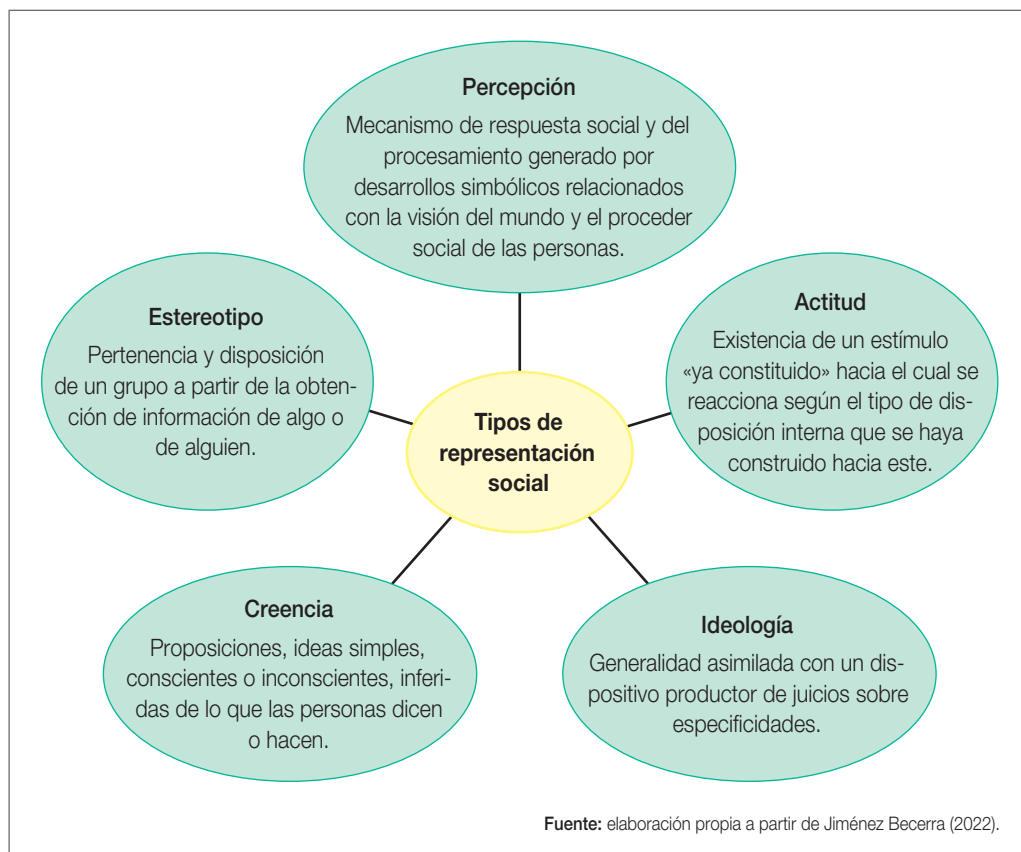 Percepción
Mecanismo de respuesta social y del
procesamiento generado por
desarrollos simbólicos relacionados
con la visión del mundo y el proceder
social de las personas.
Estereotipo
Pertenencia y disposición
de un grupo a partir de la obten-
ción de información de algo o
de alguien.
Actitud
Existencia de un estímulo
«ya constituido» hacia el cual se
reacciona según el tipo de dis-
posición interna que se haya
construido hacia este.
Tipos de
representación
social
Creencia
Proposiciones, ideas simples,
conscientes o inconscientes, inferi-
das de lo que las personas dicen
o hacen.
Ideología
Generalidad asimilada con un dis-
positivo productor de juicios sobre
especificidades.
Fuente: elaboración propia a partir de Jiménez Becerra (2022).